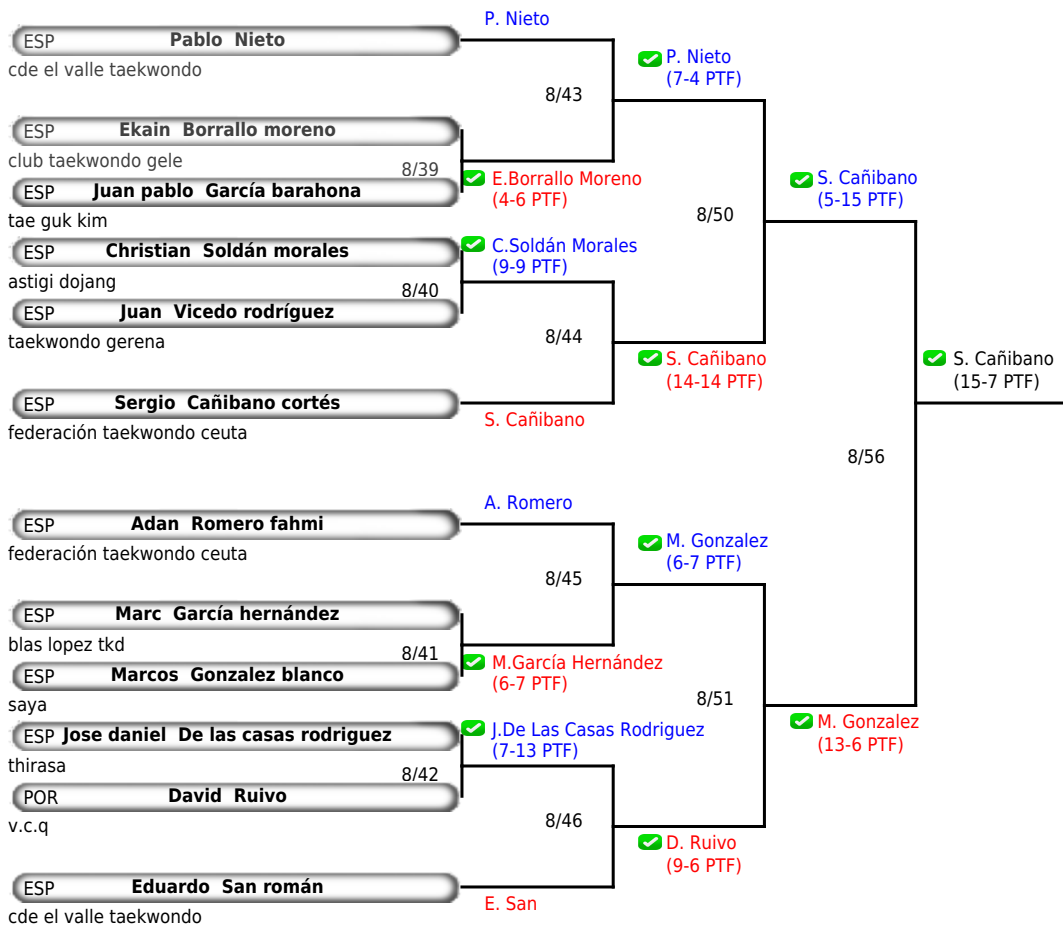 P. Nieto
ESP Pablo Nieto
cde el valle taekwondo
P. Nieto
(7-4 PTF)
8/43
ESP Ekain Borrallo moreno
club taekwondo gele
8/39
ESP Juan pablo García barahona
tae guk kim
E.Borrallo Moreno
(4-6 PTF)
S. Cañibano
(5-15 PTF)
8/50
ESP Christian Soldán morales
astigi dojang
C.Soldán Morales
(9-9 PTF)
8/40
ESP Juan Vicedo rodríguez
taekwondo gerena
8/44
S. Cañibano
(14-14 PTF)
S. Cañibano
(15-7 PTF)
ESP Sergio Cañibano cortés
federación taekwondo ceuta
S. Cañibano
8/56
A. Romero
ESP Adan Romero fahmi
federación taekwondo ceuta
M. Gonzalez
(6-7 PTF)
8/45
ESP Marc García hernández
blas lopez tkd
8/41
ESP Marcos Gonzalez blanco
saya
M.García Hernández
(6-7 PTF)
8/51
M. Gonzalez
(13-6 PTF)
ESP Jose daniel De las casas rodriguez
thirasa
J.De Las Casas Rodriguez
(7-13 PTF)
8/42
POR David Ruivo
v.c.q
8/46
D. Ruivo
(9-6 PTF)
ESP Eduardo San román
cde el valle taekwondo
E. San